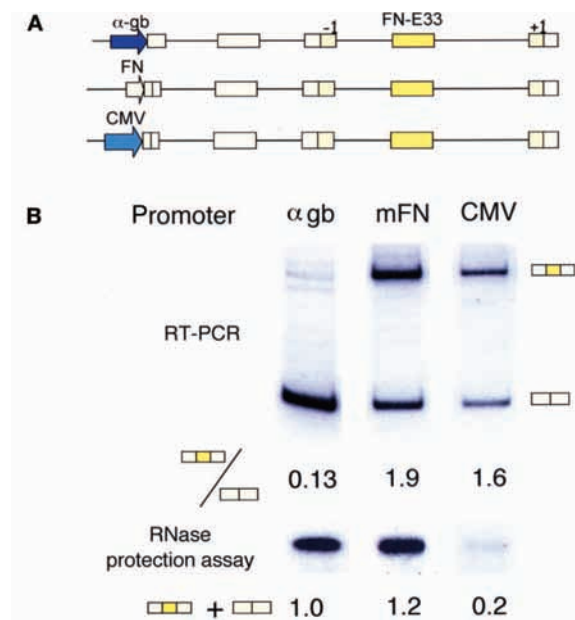 A
α-gb
-1
FN-E33
+1
FN
CMV
B
Promoter
α gb
mFN
CMV
RT-PCR
0.13
1.9
1.6
RNase
protection assay
+
1.0
1.2
0.2